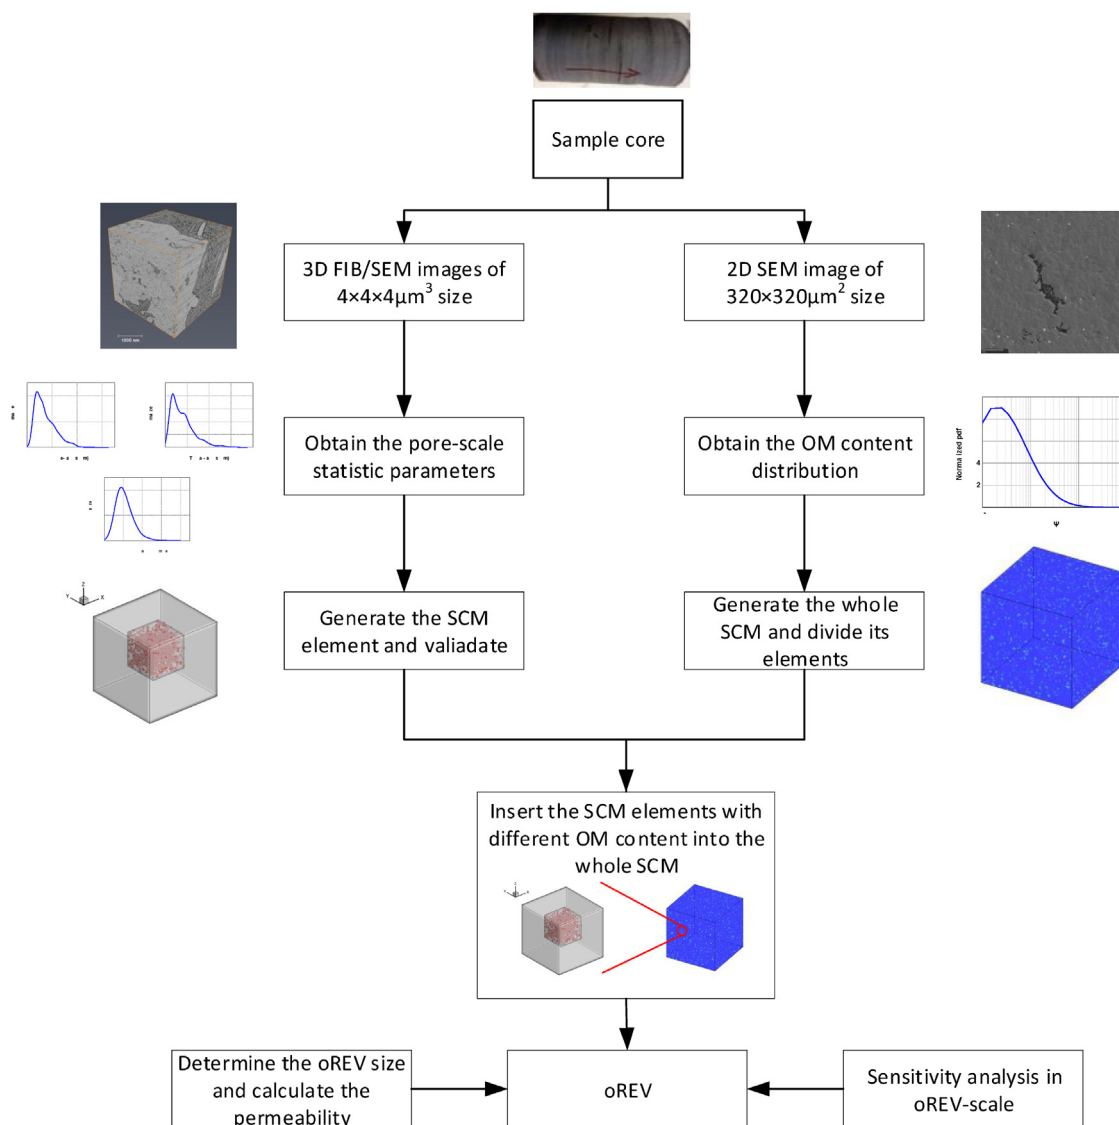 Sample core
3D FIB/SEM images of
4×4×4μm³ size
2D SEM image of
320×320μm² size
1000 nm
Obtain the pore-scale
statistic parameters
Obtain the OM content
distribution
Normalized pdf
4
2
Ψ
Z
Y
X
Generate the SCM
element and valiadate
Generate the whole
SCM and divide its
elements
Insert the SCM elements with
different OM content into the
whole SCM
Determine the oREV size
and calculate the
permeability
oREV
Sensitivity analysis in
oREV-scale